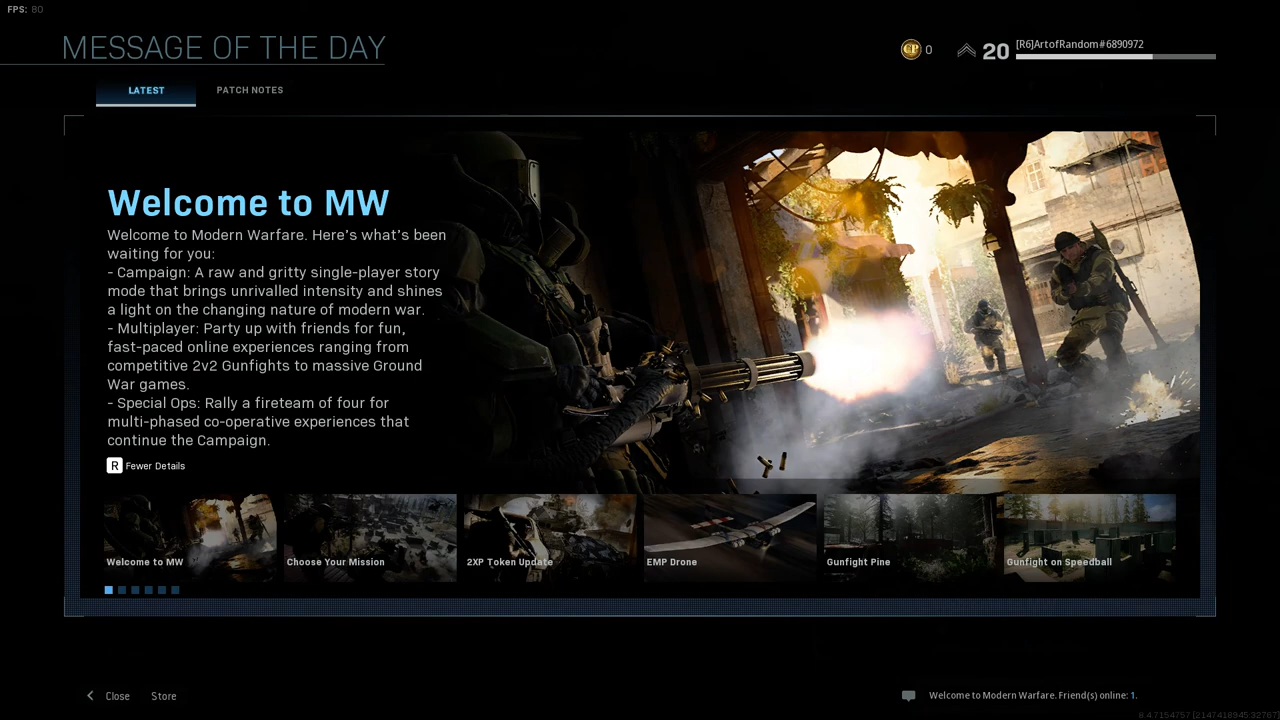 FPS: 80
MESSAGE OF THE DAY
CP 0
20
[R6]ArtofRandom#6890972
LATEST
PATCH NOTES
Welcome to MW
Welcome to Modern Warfare. Here's what's been
waiting for you:
- Campaign: A raw and gritty single-player story
mode that brings unrivalled intensity and shines
a light on the changing nature of modern war.
- Multiplayer: Party up with friends for fun,
fast-paced online experiences ranging from
competitive 2v2 Gunfights to massive Ground
War games.
- Special Ops: Rally a fireteam of four for
multi-phased co-operative experiences that
continue the Campaign.
R Fewer Details
Welcome to MW
Choose Your Mission
2XP Token Update
EMP Drone
Gunfight Pine
Gunfight on Speedball
Close
Store
Welcome to Modern Warfare. Friend(s) online: 1.